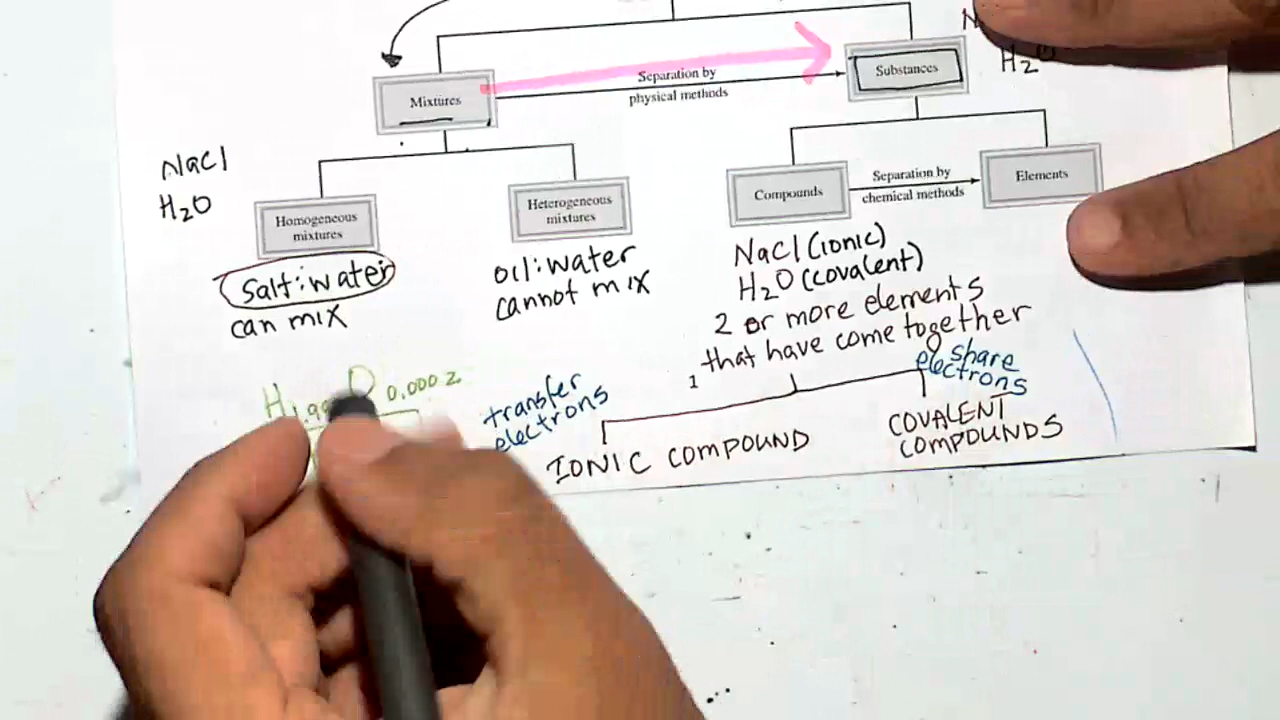 H₂O
Substances
Mixtures
Separation by
physical methods
NaCl
H₂O
Homogeneous
mixtures
Heterogeneous
mixtures
Compounds
Separation by
chemical methods
Elements
Salt:water
can mix
oil:water
cannot mix
NaCl (ionic)
H₂O (covalent)
2 or more elements
that have come together
0.0002
transfer
electrons
share
electrons
IONIC COMPOUND
COVALENT
COMPOUNDS